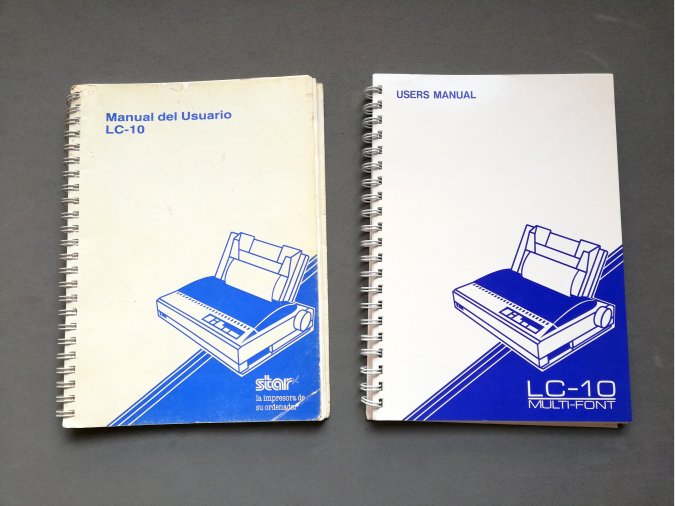 Manual del Usuario
LC-10
star
la impresora de
su ordenador
USERS MANUAL
LC-10
MULTI-FONT